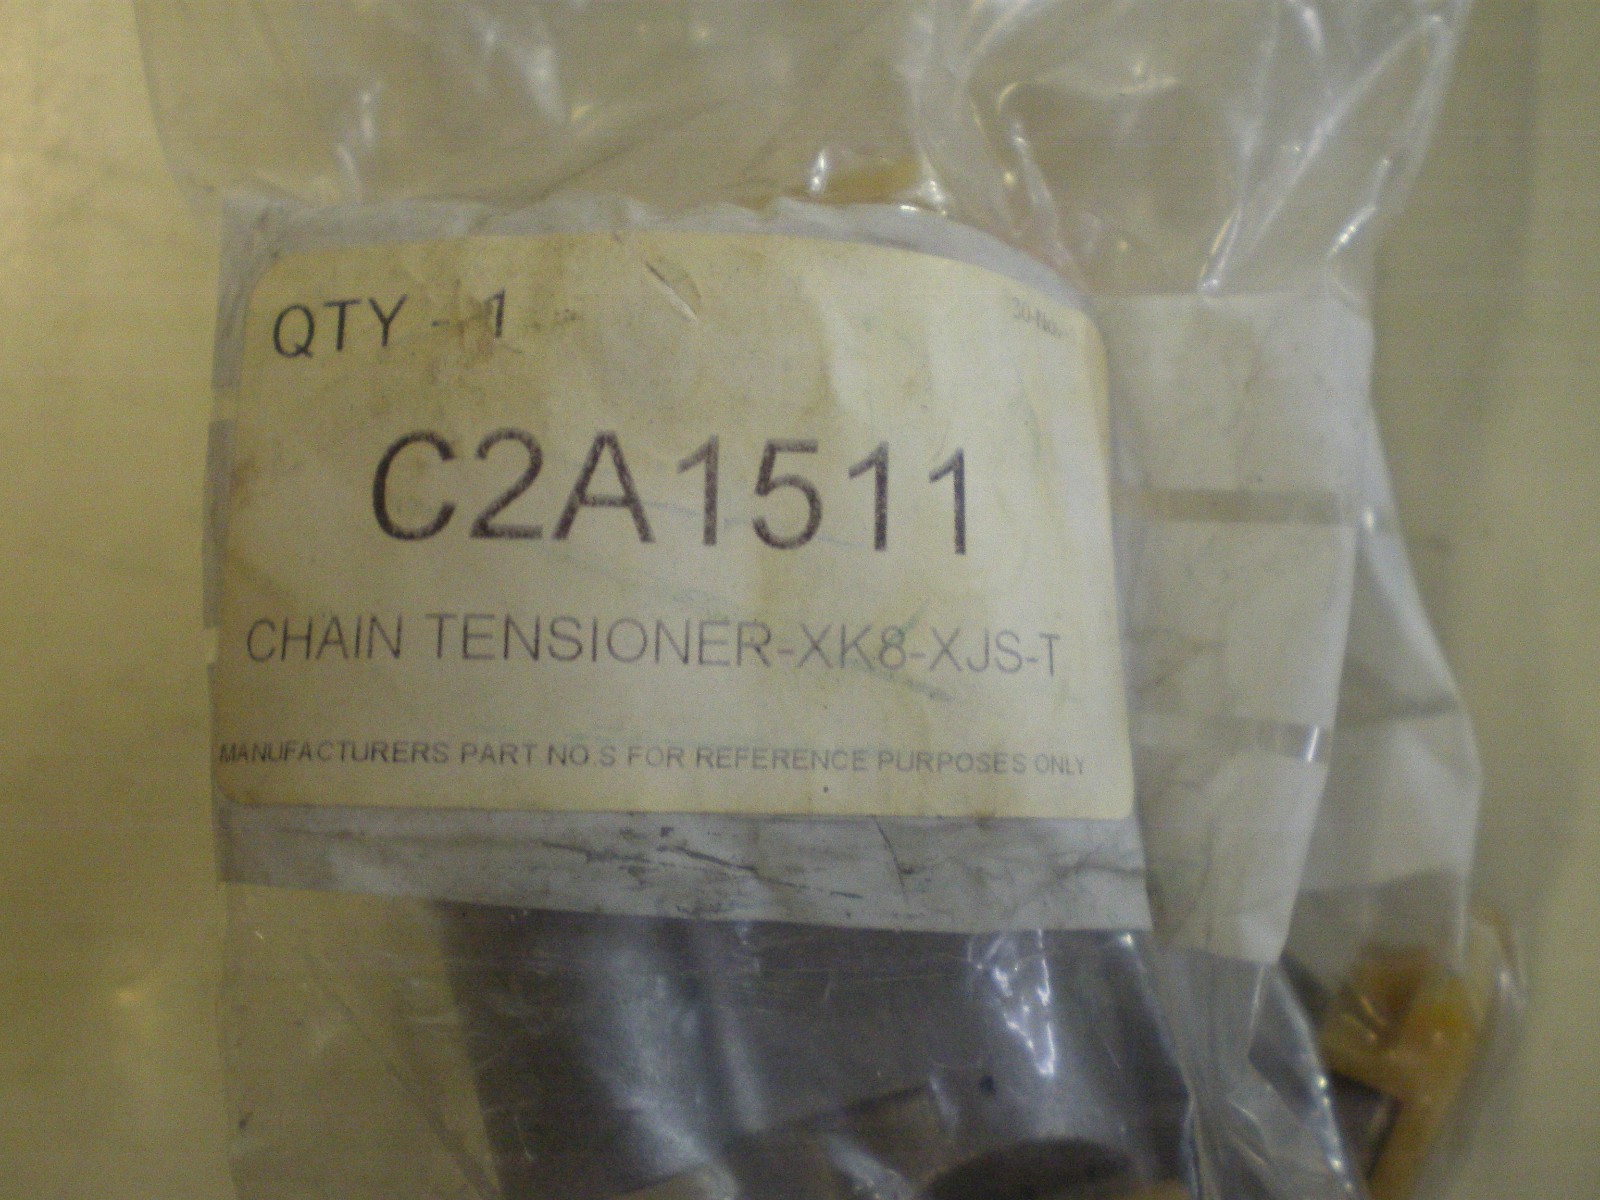 QTY - 1
C2A1511
CHAIN TENSIONER-XK8-XJS-T
MANUFACTURERS PART NO.S FOR REFERENCE PURPOSES ONLY